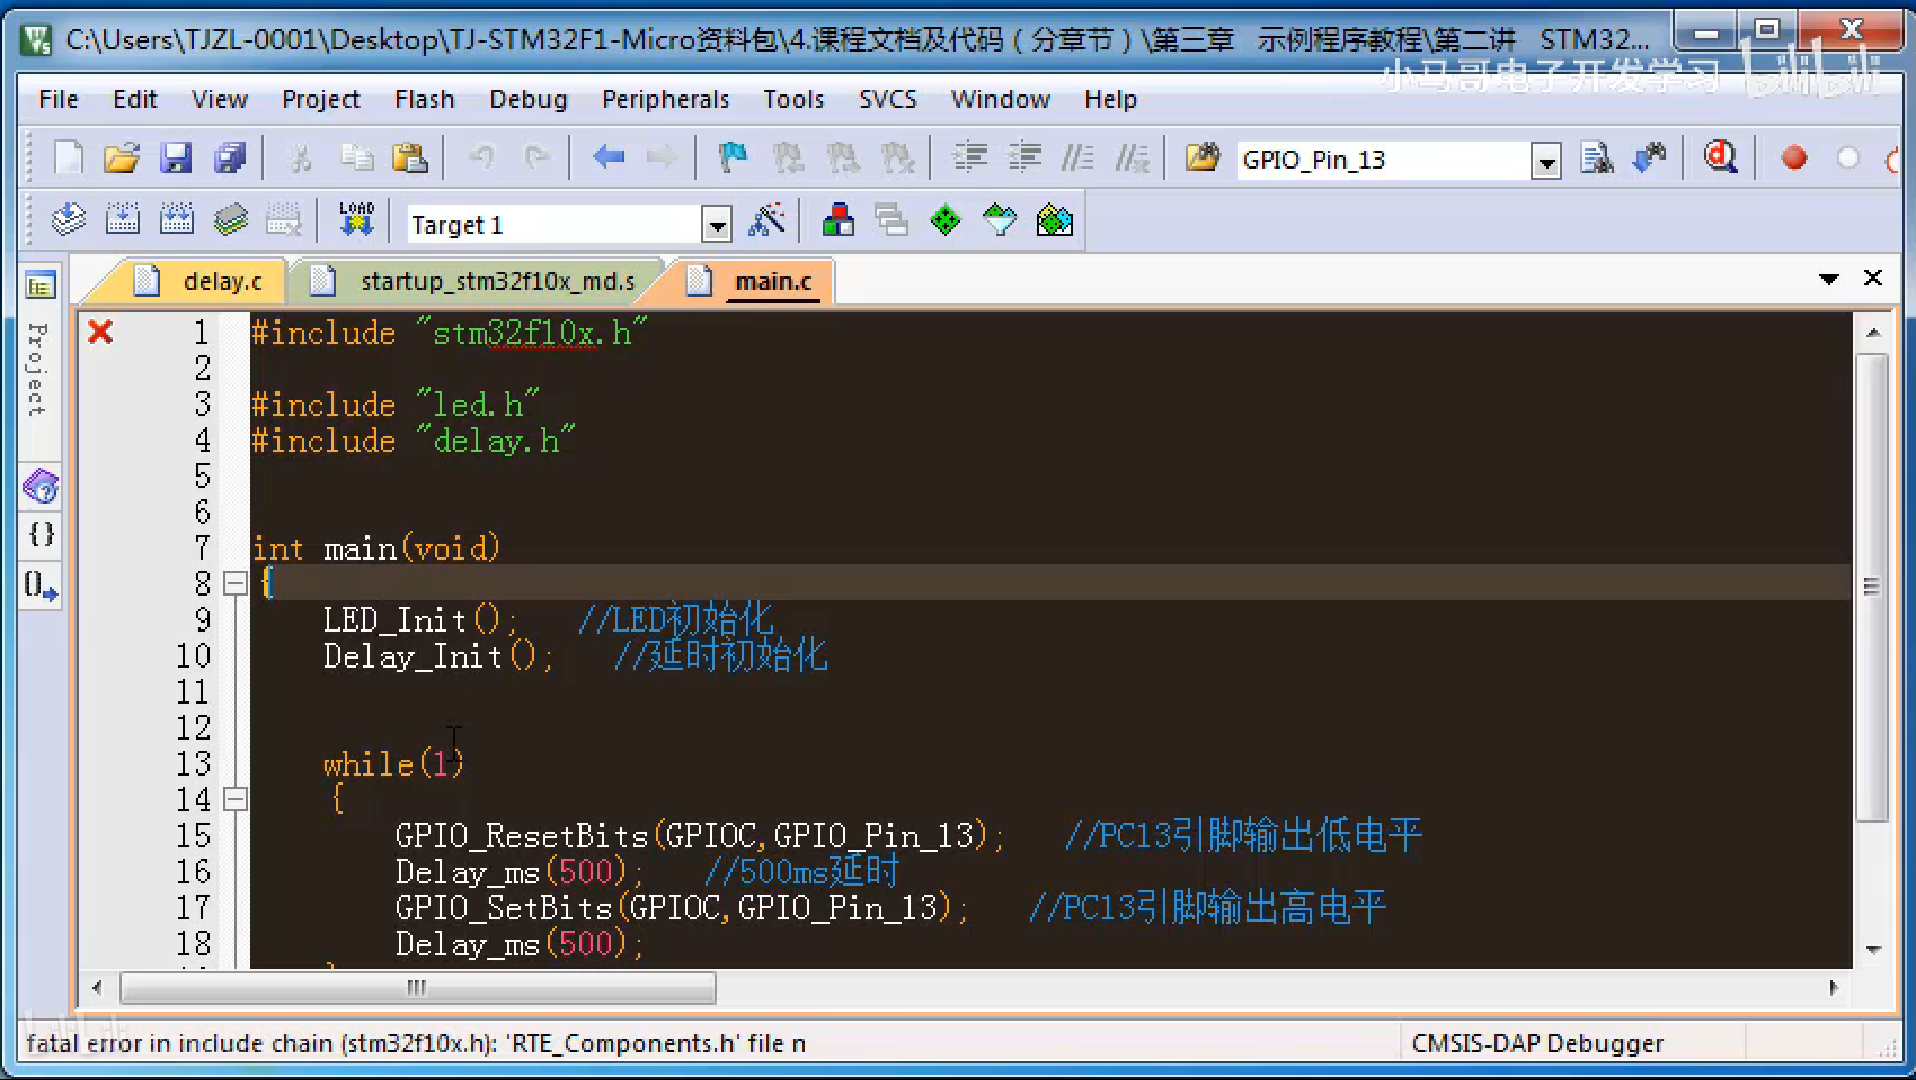 C:\Users\TJZL-0001\Desktop\TJ-STM32F1-Micro资料包\4.课程文档及代码（分章节）\第三章 示例程序教程\第二讲 STM32...
小马哥电子开发学习 bilibili
File Edit View Project Flash Debug Peripherals Tools SVCS Window Help
GPIO_Pin_13
LOAD Target 1
delay.c startup_stm32f10x_md.s main.c
Project
1 #include "stm32f10x.h"
2
3 #include "led.h"
4 #include "delay.h"
5
6
7 int main(void)
8 {
9 LED_Init(); //LED初始化
10 Delay_Init(); //延时初始化
11
12
13 while(1)
14 {
15 GPIO_ResetBits(GPIOC,GPIO_Pin_13); //PC13引脚输出低电平
16 Delay_ms(500); //500ms延时
17 GPIO_SetBits(GPIOC,GPIO_Pin_13); //PC13引脚输出高电平
18 Delay_ms(500);
fatal error in include chain (stm32f10x.h): 'RTE_Components.h' file n
CMSIS-DAP Debugger